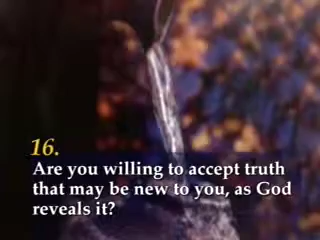 16.
Are you willing to accept truth
that may be new to you, as God
reveals it?